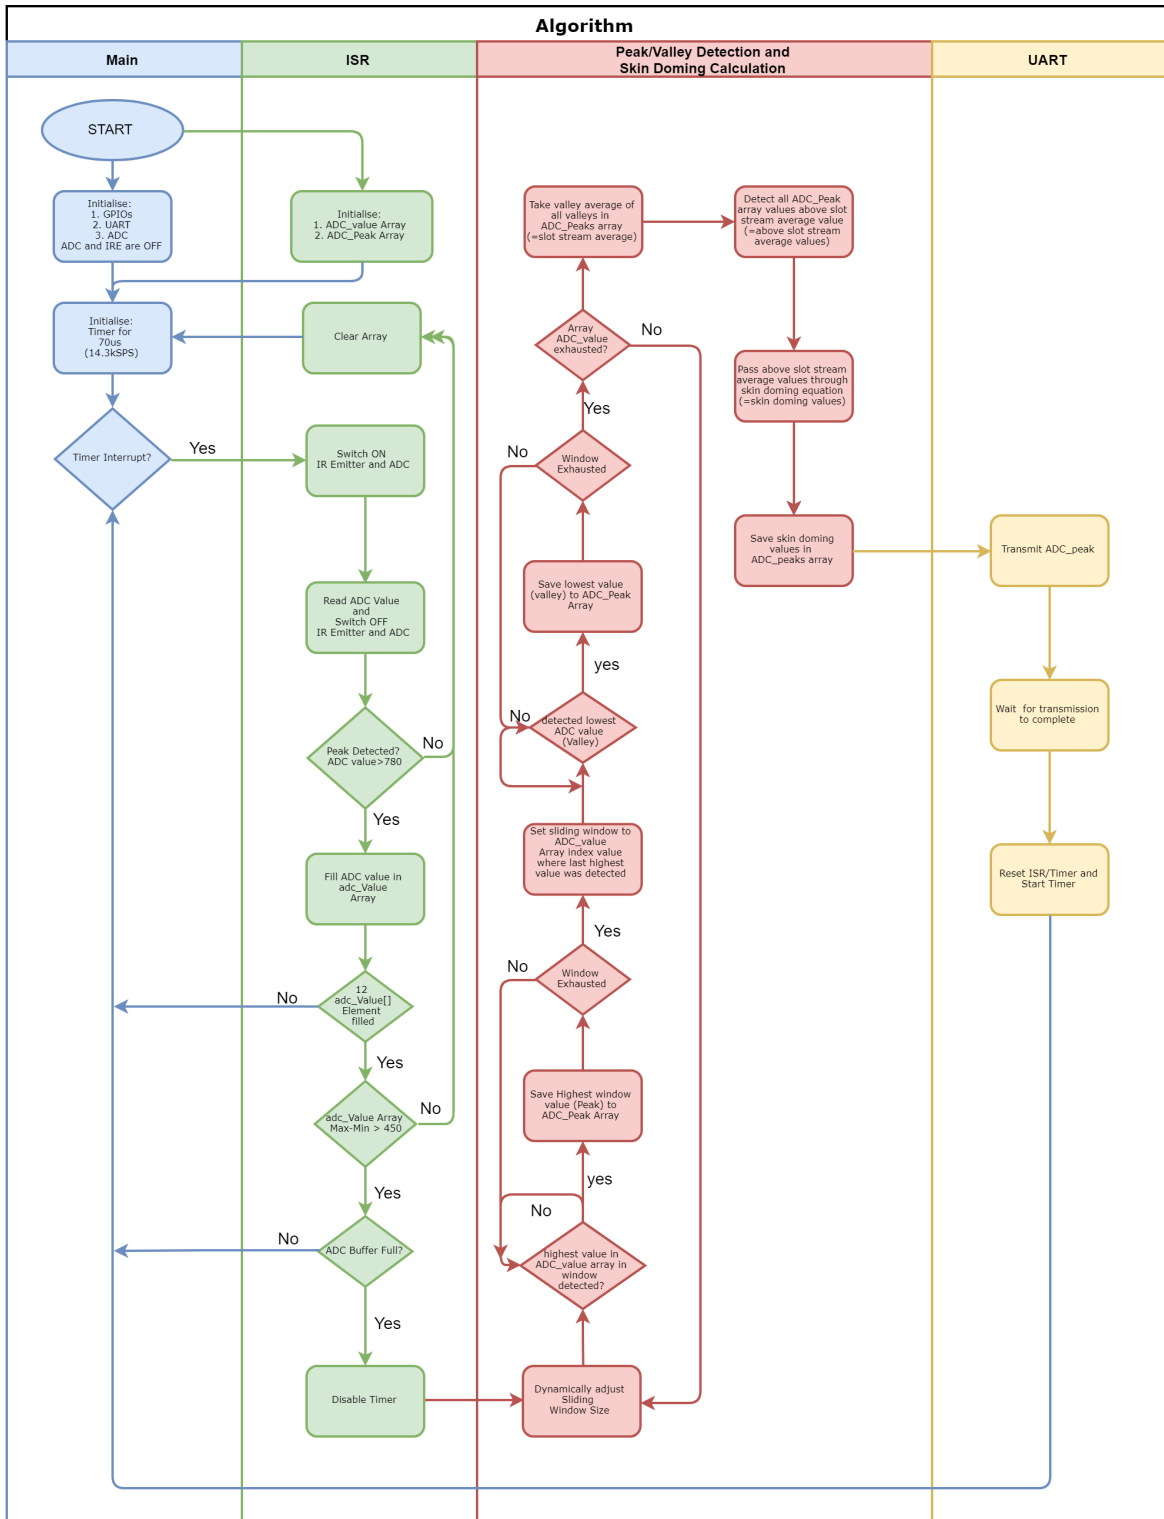 Algorithm
Main
ISR
Peak/Valley Detection and
Skin Doming Calculation
UART
START
Initialise:
1. GPIOs
2. UART
3. ADC
ADC and IRE are OFF
Initialise:
1. ADC_value Array
2. ADC_Peak Array
Initialise:
Timer for
70us
(14.3kSPS)
Clear Array
Timer Interrupt?
Yes
Switch ON
IR Emitter and ADC
Read ADC Value
and
Switch OFF
IR Emitter and ADC
Peak Detected?
ADC value>780
No
Yes
Fill ADC value in
adc_Value
Array
12
adc_Value[]
Element
filled
No
Yes
adc_Value Array
Max-Min > 450
No
Yes
ADC Buffer Full?
No
Yes
Disable Timer
Take valley average of
all valleys in
ADC_Peaks array
(=slot stream average)
Array
ADC_value
exhausted?
No
Yes
Window
Exhausted
No
Save lowest value
(valley) to ADC_Peak
Array
yes
No
detected lowest
ADC value
(Valley)
Set sliding window to
ADC_value
Array index value
where last highest
value was detected
Yes
Window
Exhausted
No
Save Highest window
value (Peak) to
ADC_Peak Array
yes
No
highest value in
ADC_value array in
window
detected?
Dynamically adjust
Sliding
Window Size
Detect all ADC_Peak
array values above slot
stream average value
(=above slot stream
average values)
Pass above slot stream
average values through
skin doming equation
(=skin doming values)
Save skin doming
values in
ADC_peaks array
Transmit ADC_peak
Wait for transmission
to complete
Reset ISR/Timer and
Start Timer